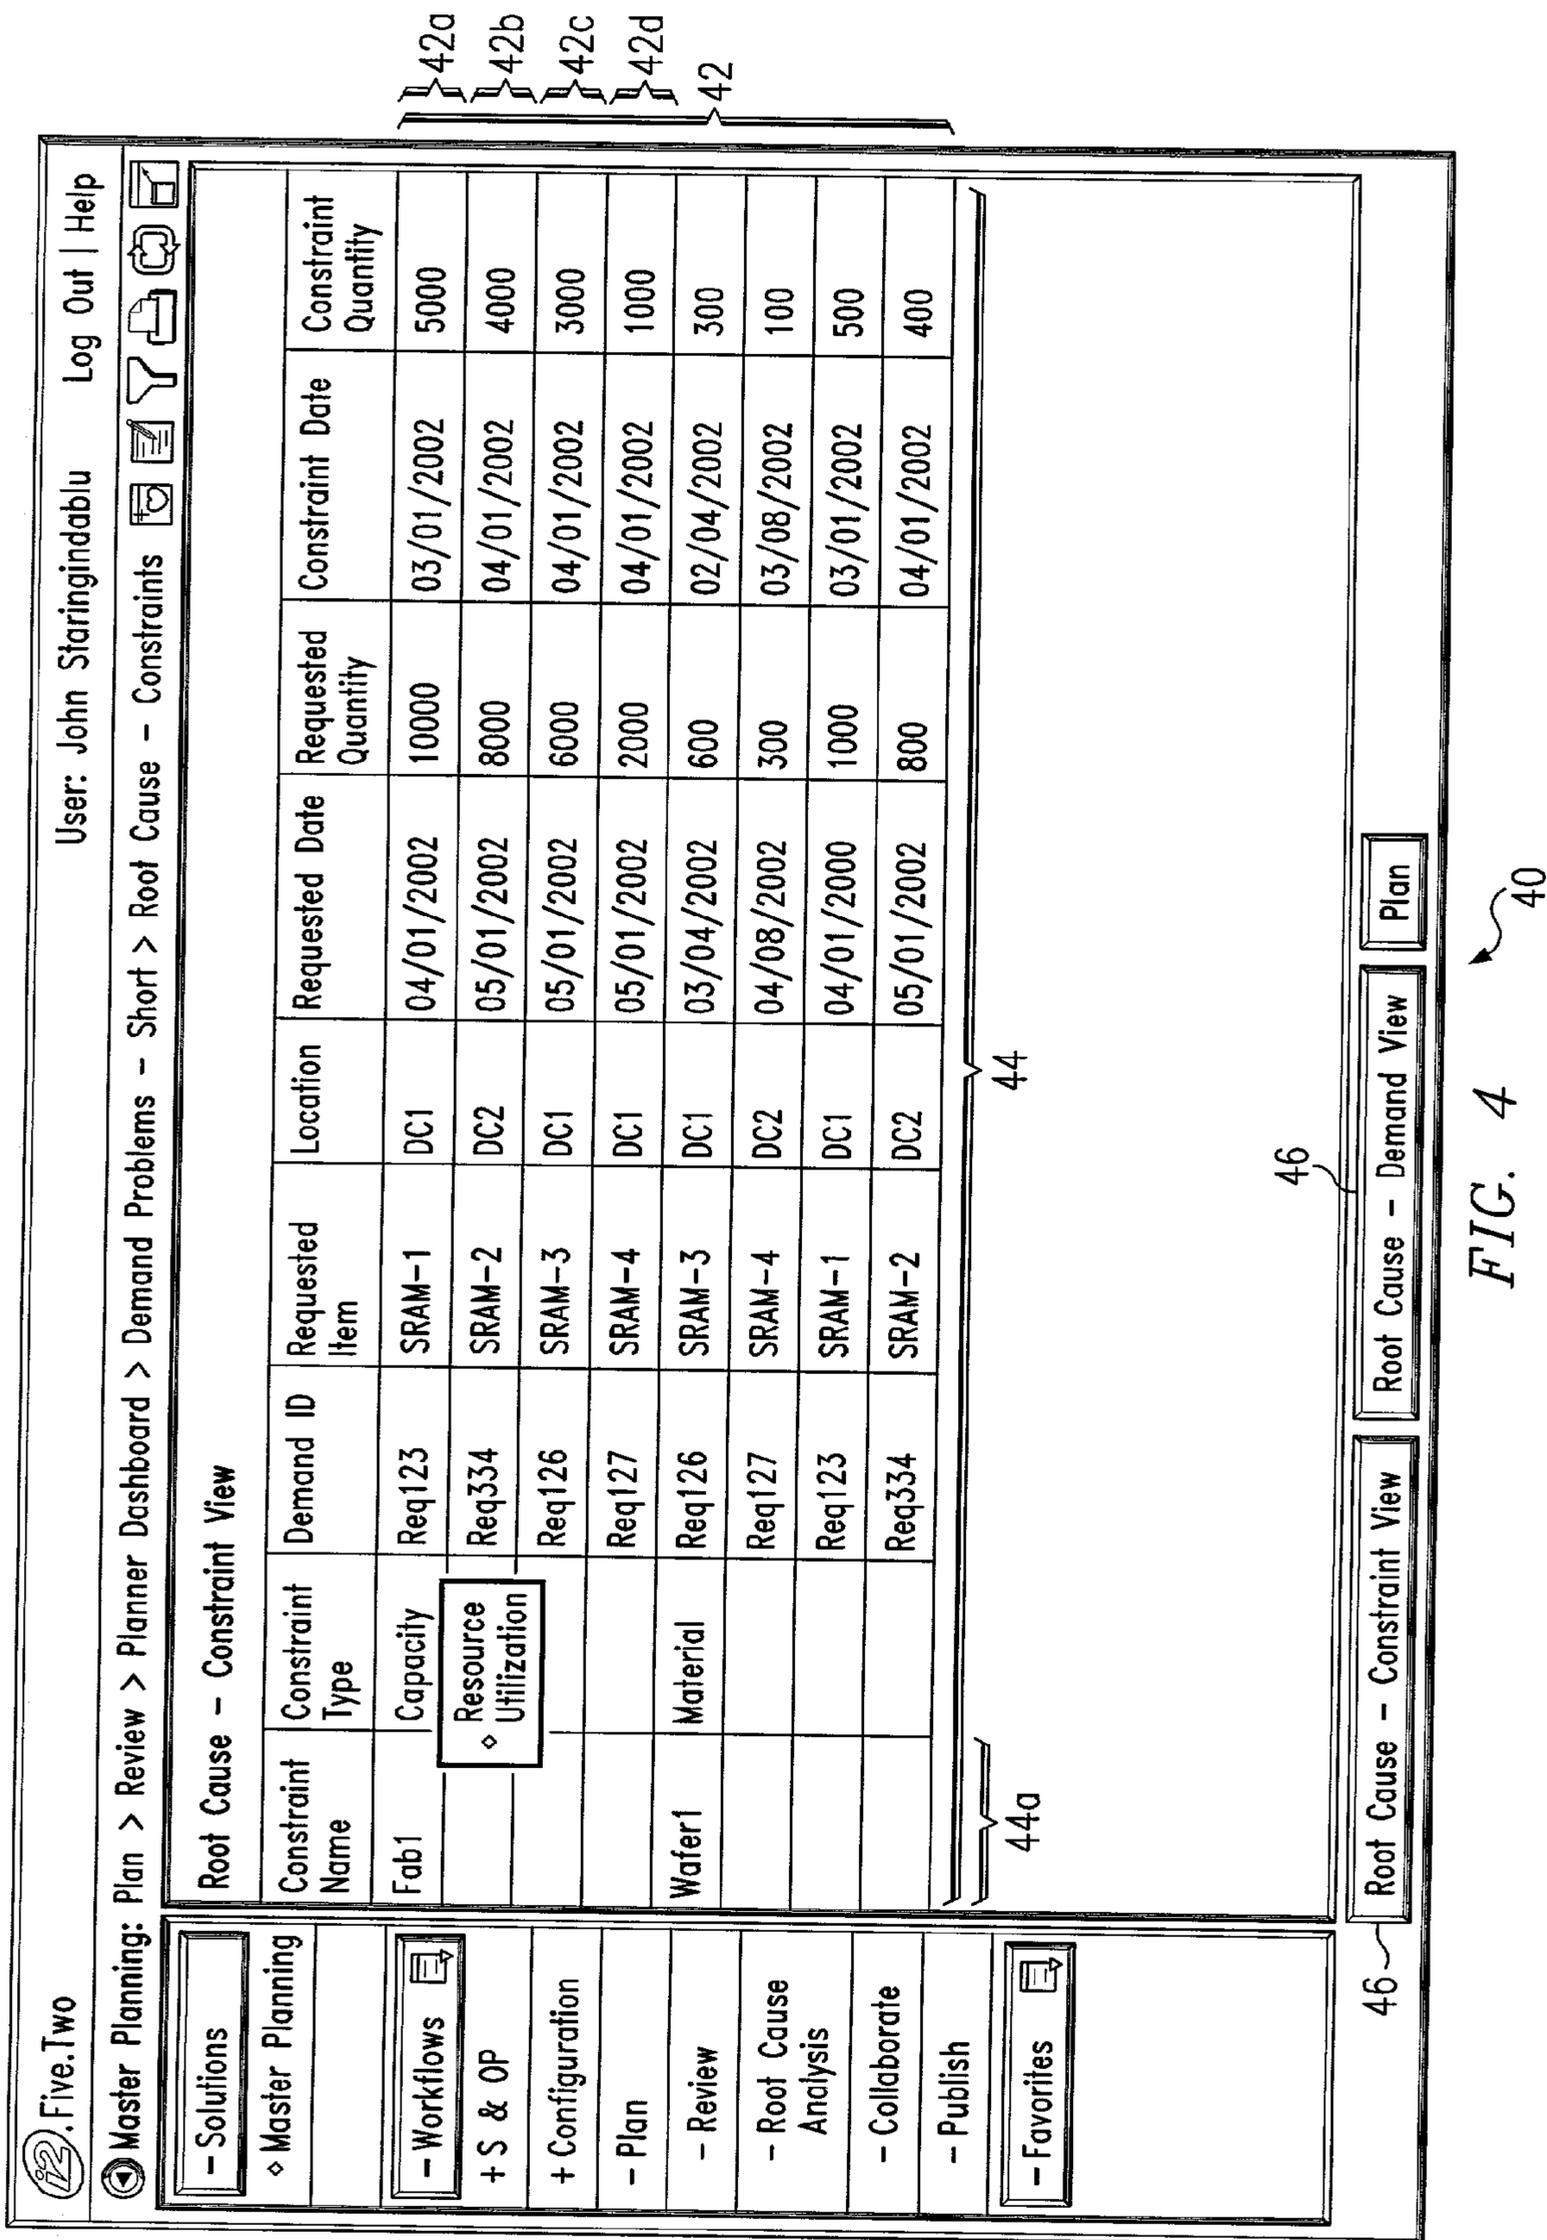 i2.Five.Two User: John Staringindablu Log Out | Help
Master Planning: Plan > Review > Planner Dashboard > Demand Problems - Short > Root Cause - Constraints
- Solutions
◇ Master Planning
- Workflows
+ S & OP
+ Configuration
- Plan
- Review
- Root Cause
Analysis
- Collaborate
- Publish
- Favorites
Root Cause - Constraint View
Constraint Name Constraint Type Demand ID Requested Item Location Requested Date Requested Quantity Constraint Date Constraint Quantity
Fab1 Capacity Req123 SRAM-1 DC1 04/01/2002 10000 03/01/2002 5000
Req334 SRAM-2 DC2 05/01/2002 8000 04/01/2002 4000
Req126 SRAM-3 DC1 05/01/2002 6000 04/01/2002 3000
Req127 SRAM-4 DC1 05/01/2002 2000 04/01/2002 1000
Wafer1 Material Req126 SRAM-3 DC1 03/04/2002 600 02/04/2002 300
Req127 SRAM-4 DC2 04/08/2002 300 03/08/2002 100
Req123 SRAM-1 DC1 04/01/2000 1000 03/01/2002 500
Req334 SRAM-2 DC2 05/01/2002 800 04/01/2002 400
◇ Resource
Utilization
42a
42b
42c
42d
42
44a
44
46
46
Root Cause - Constraint View
Root Cause - Demand View
Plan
40
FIG. 4